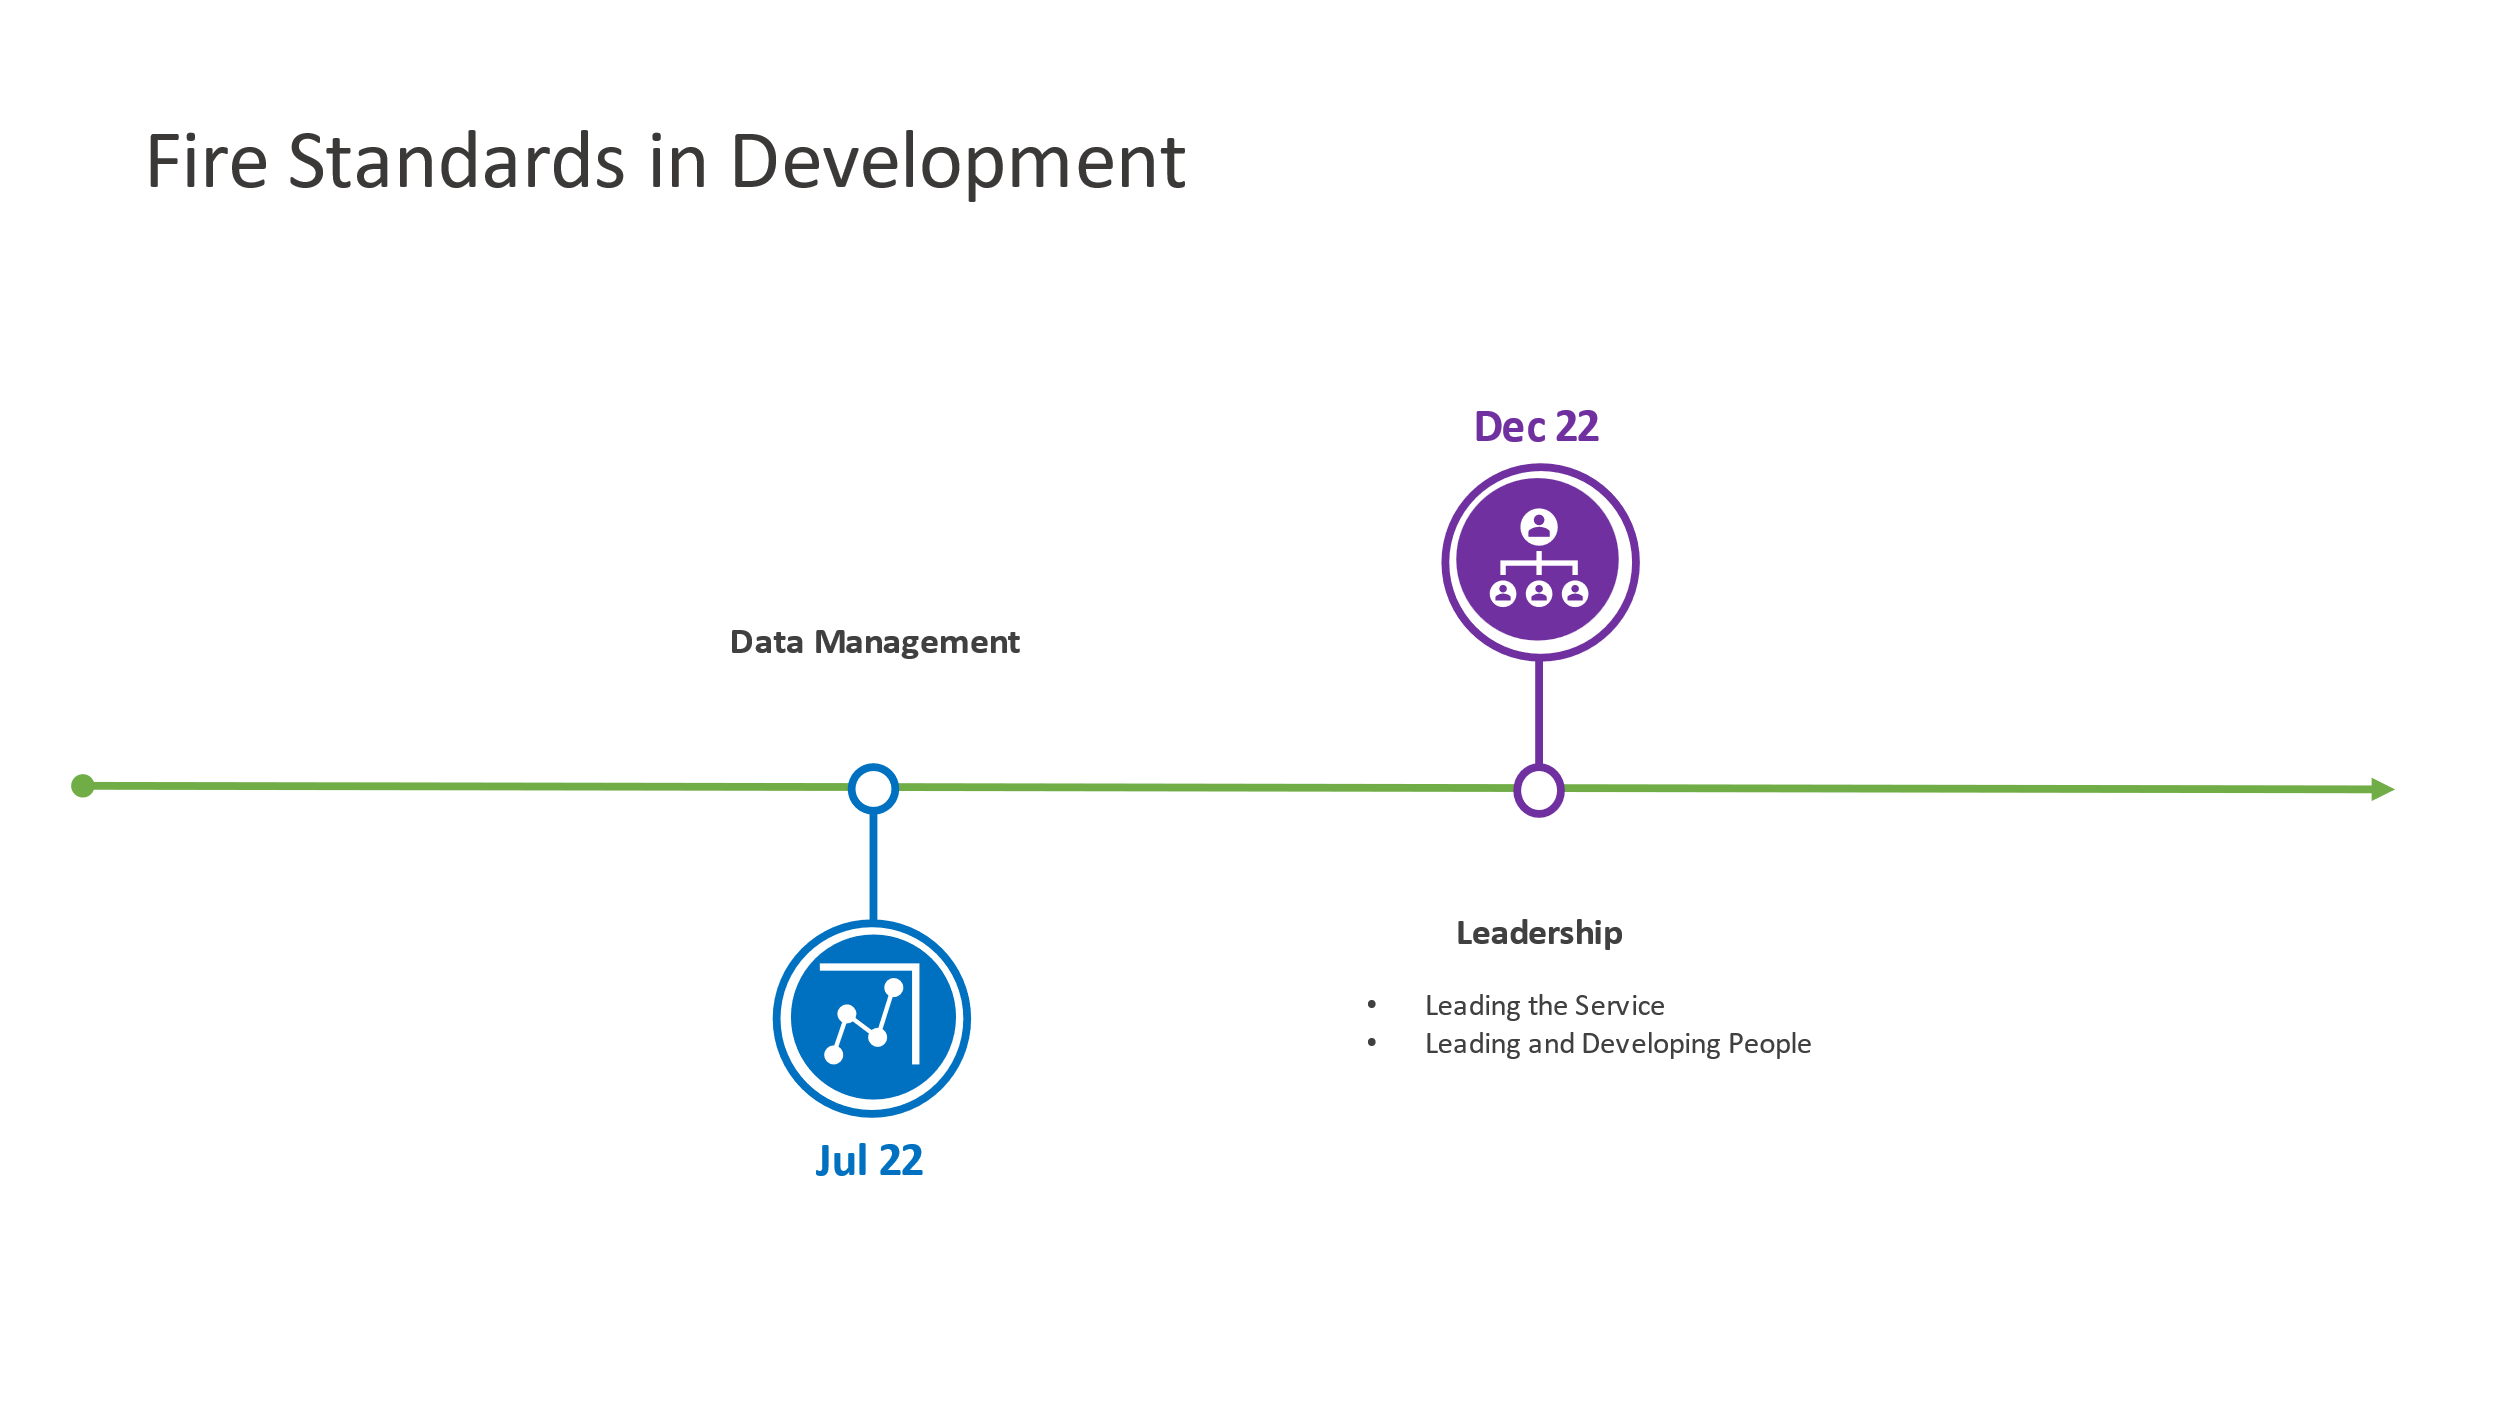 Fire Standards in Development
Dec 22
Data Management
Leadership
• Leading the Service
• Leading and Developing People
Jul 22